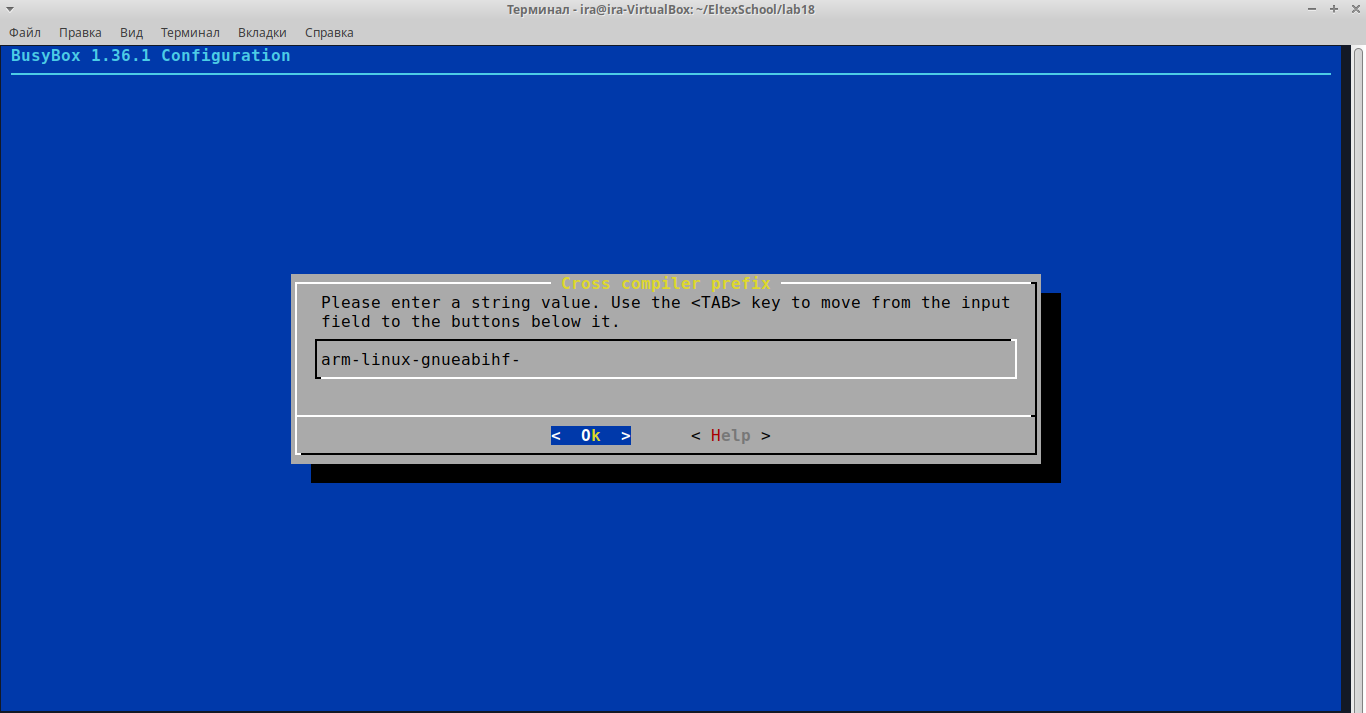 Терминал - ira@ira-VirtualBox: ~/EltexSchool/lab18
Файл Правка Вид Терминал Вкладки Справка
BusyBox 1.36.1 Configuration
Cross compiler prefix
Please enter a string value. Use the <TAB> key to move from the input
field to the buttons below it.
arm-linux-gnueabihf-
< Ok > < Help >